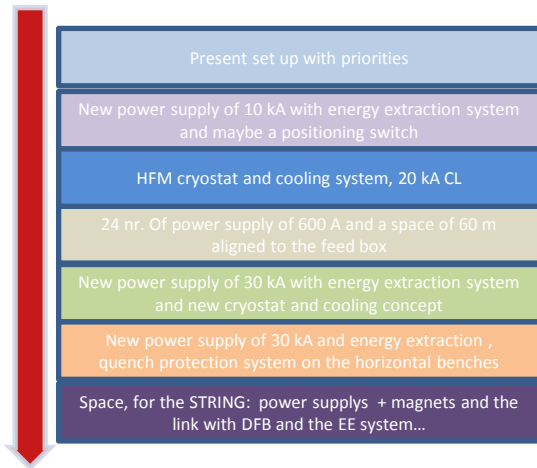 Present set up with priorities
New power supply of 10 kA with energy extraction system
and maybe a positioning switch
HFM cryostat and cooling system, 20 kA CL
24 nr. Of power supply of 600 A and a space of 60 m
aligned to the feed box
New power supply of 30 kA with energy extraction system
and new cryostat and cooling concept
New power supply of 30 kA and energy extraction ,
quench protection system on the horizontal benches
Space, for the STRING: power supplys + magnets and the
link with DFB and the EE system…